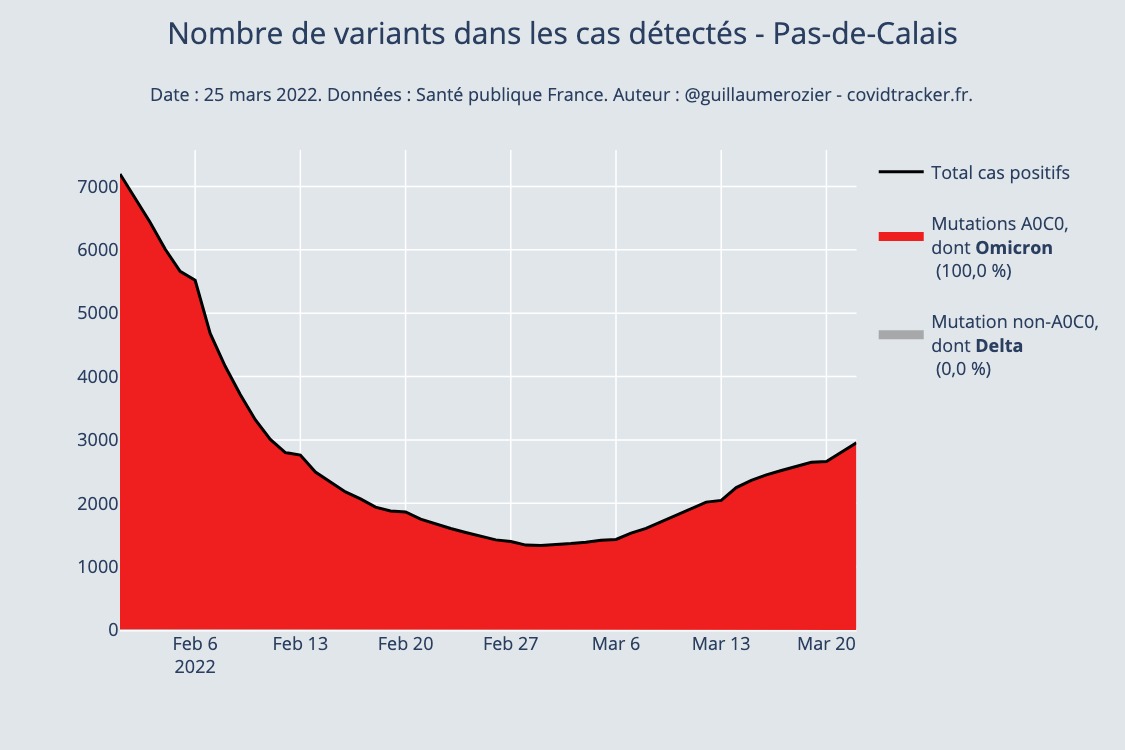 Nombre de variants dans les cas détectés - Pas-de-Calais
Date : 25 mars 2022. Données : Santé publique France. Auteur : @guillaumerozier - covidtracker.fr.
7000
6000
5000
4000
3000
2000
1000
0
Feb 6
2022
Feb 13
Feb 20
Feb 27
Mar 6
Mar 13
Mar 20
Total cas positifs
Mutations A0C0,
dont Omicron
(100,0 %)
Mutation non-A0C0,
dont Delta
(0,0 %)